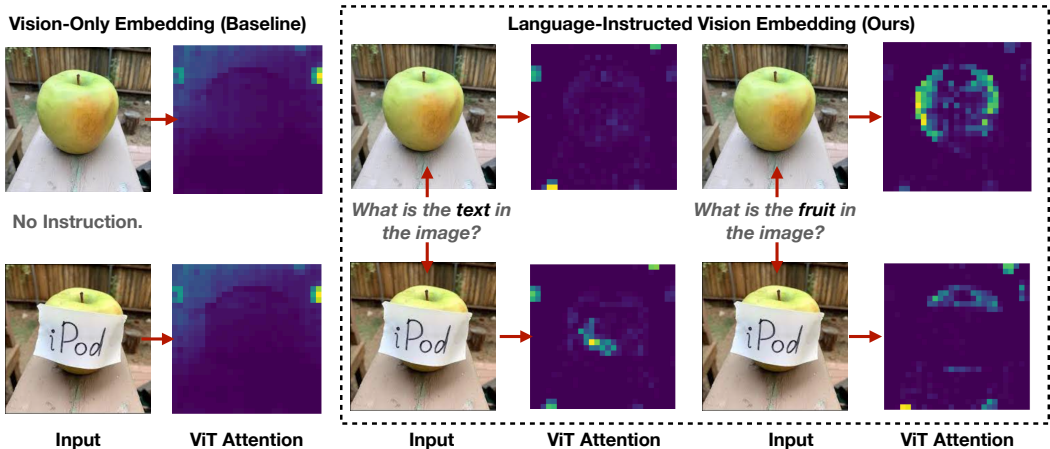 Vision-Only Embedding (Baseline)
Language-Instructed Vision Embedding (Ours)
No Instruction.
What is the text in
the image?
What is the fruit in
the image?
iPod
iPod
iPod
Input
ViT Attention
Input
ViT Attention
Input
ViT Attention